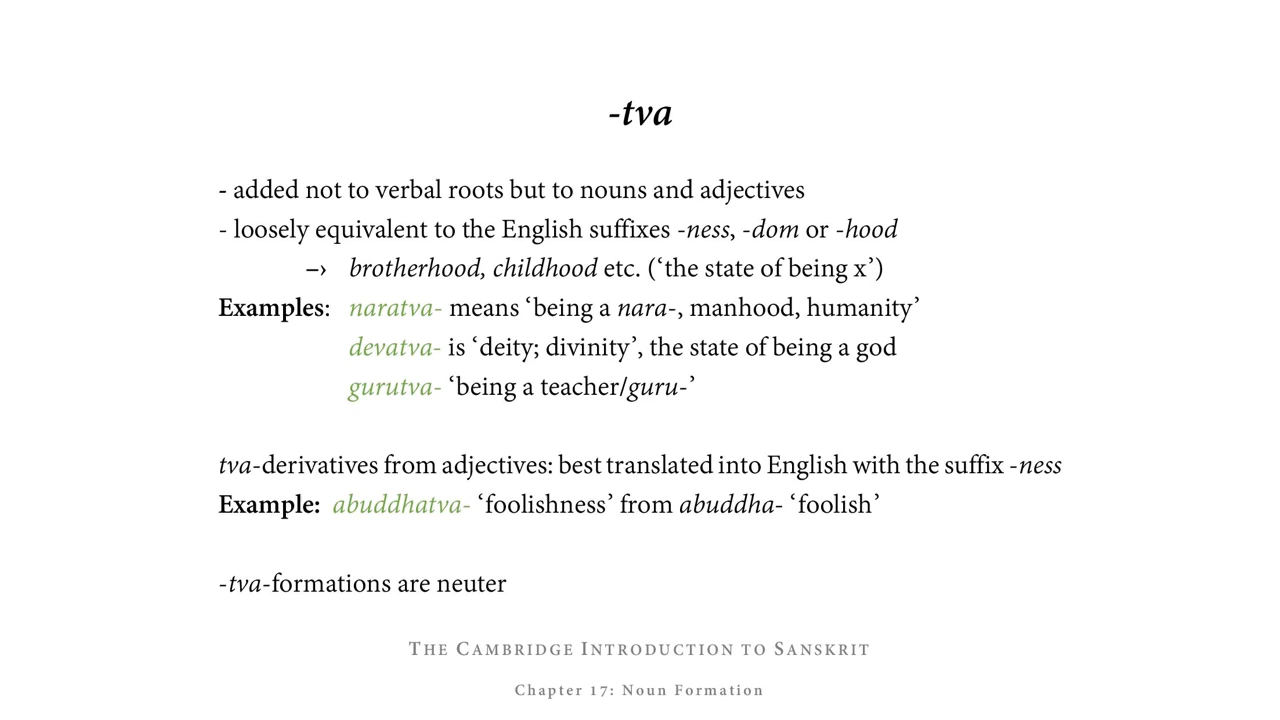 -tva
- added not to verbal roots but to nouns and adjectives
- loosely equivalent to the English suffixes -ness, -dom or -hood
–› brotherhood, childhood etc. (‘the state of being x’)
Examples: naratva- means ‘being a nara-, manhood, humanity’
devatva- is ‘deity; divinity’, the state of being a god
gurutva- ‘being a teacher/guru-’
tva-derivatives from adjectives: best translated into English with the suffix -ness
Example: abuddhatva- ‘foolishness’ from abuddha- ‘foolish’
-tva-formations are neuter
The Cambridge Introduction to Sanskrit
Chapter 17: Noun Formation